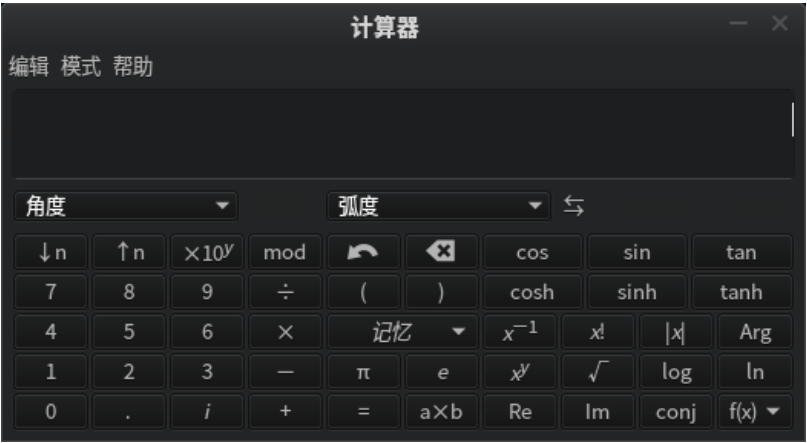 计算器
编辑 模式 帮助
角度 弧度
↓n ↑n ×10^y mod cos sin tan
7 8 9 ÷ ( ) cosh sinh tanh
4 5 6 × 记忆 x⁻¹ x! |x| Arg
1 2 3 − π e x^y √ log ln
0 . i + = a×b Re Im conj f(x)